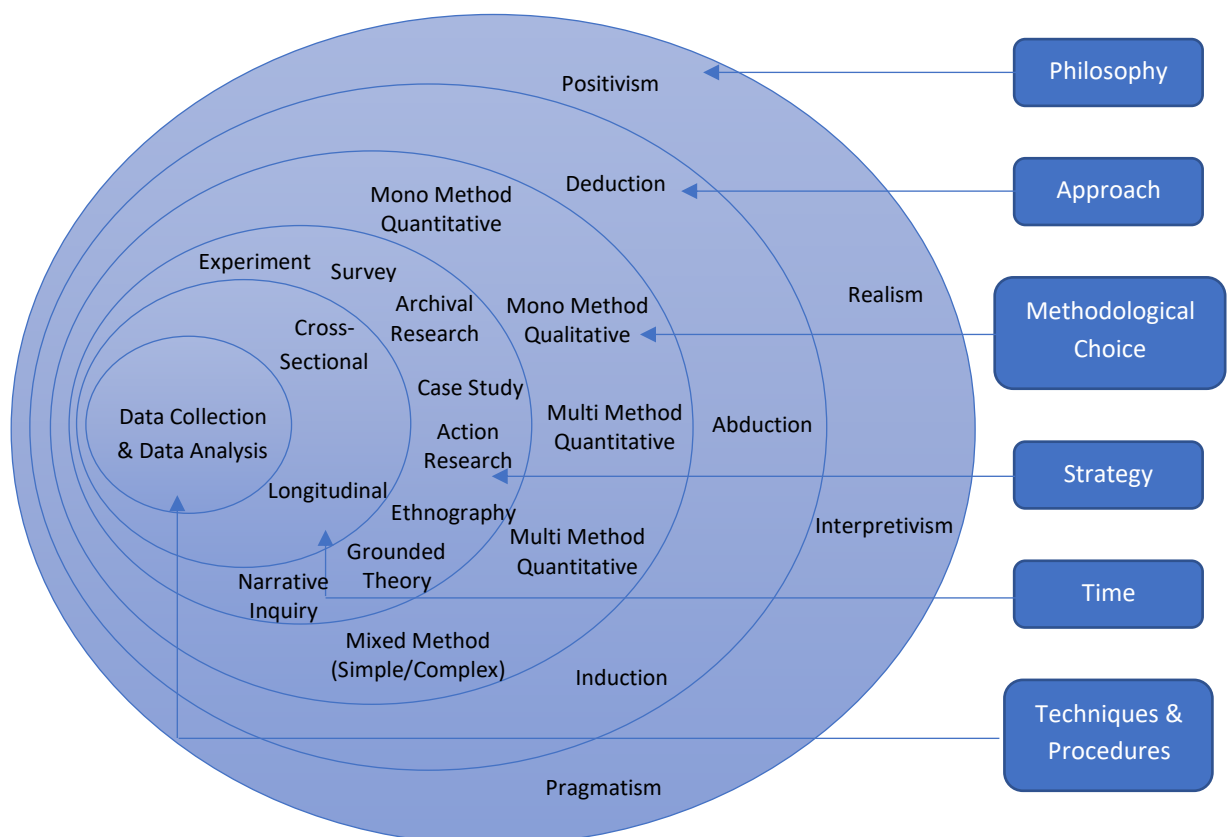 Positivism
Philosophy
Deduction
Approach
Mono Method
Quantitative
Experiment
Survey
Archival
Research
Mono Method
Qualitative
Realism
Methodological
Choice
Cross-
Sectional
Case Study
Data Collection
& Data Analysis
Multi Method
Quantitative
Abduction
Action
Research
Strategy
Longitudinal
Ethnography
Multi Method
Quantitative
Interpretivism
Grounded
Theory
Narrative
Inquiry
Time
Mixed Method
(Simple/Complex)
Induction
Techniques &
Procedures
Pragmatism